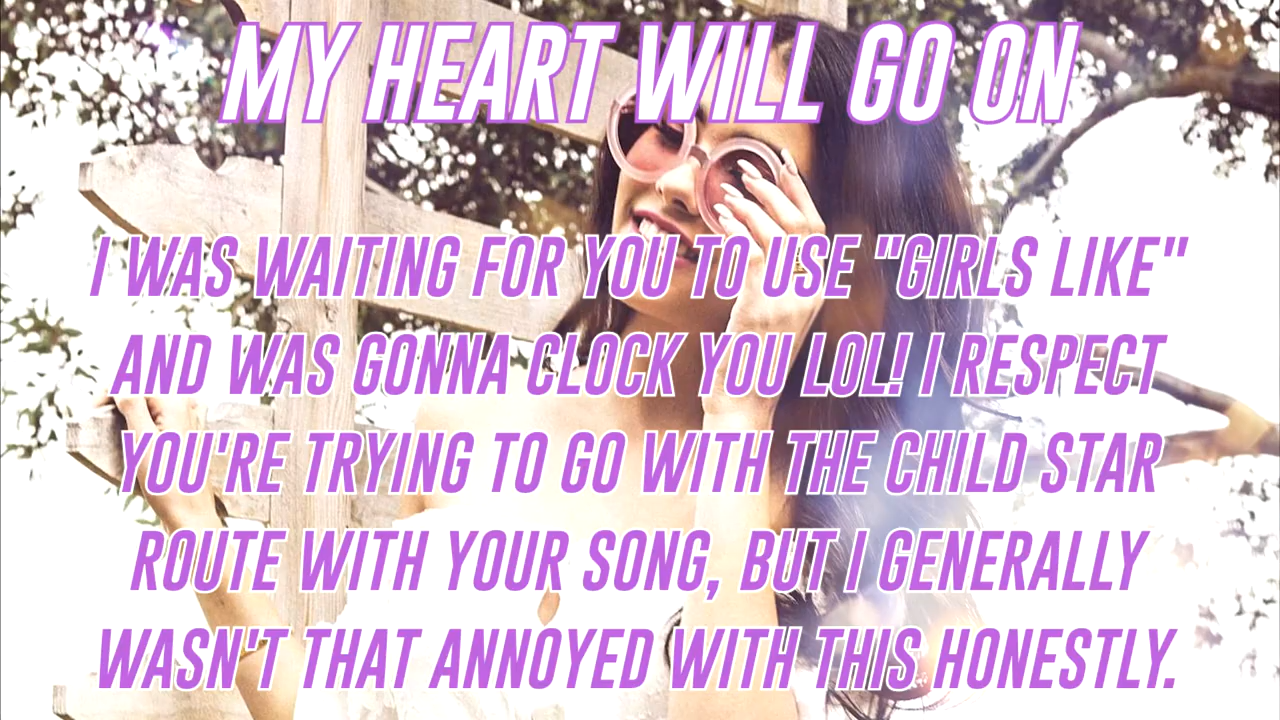 MY HEART WILL GO ON
I WAS WAITING FOR YOU TO USE "GIRLS LIKE"
AND WAS GONNA CLOCK YOU LOL! I RESPECT
YOU'RE TRYING TO GO WITH THE CHILD STAR
ROUTE WITH YOUR SONG, BUT I GENERALLY
WASN'T THAT ANNOYED WITH THIS HONESTLY.